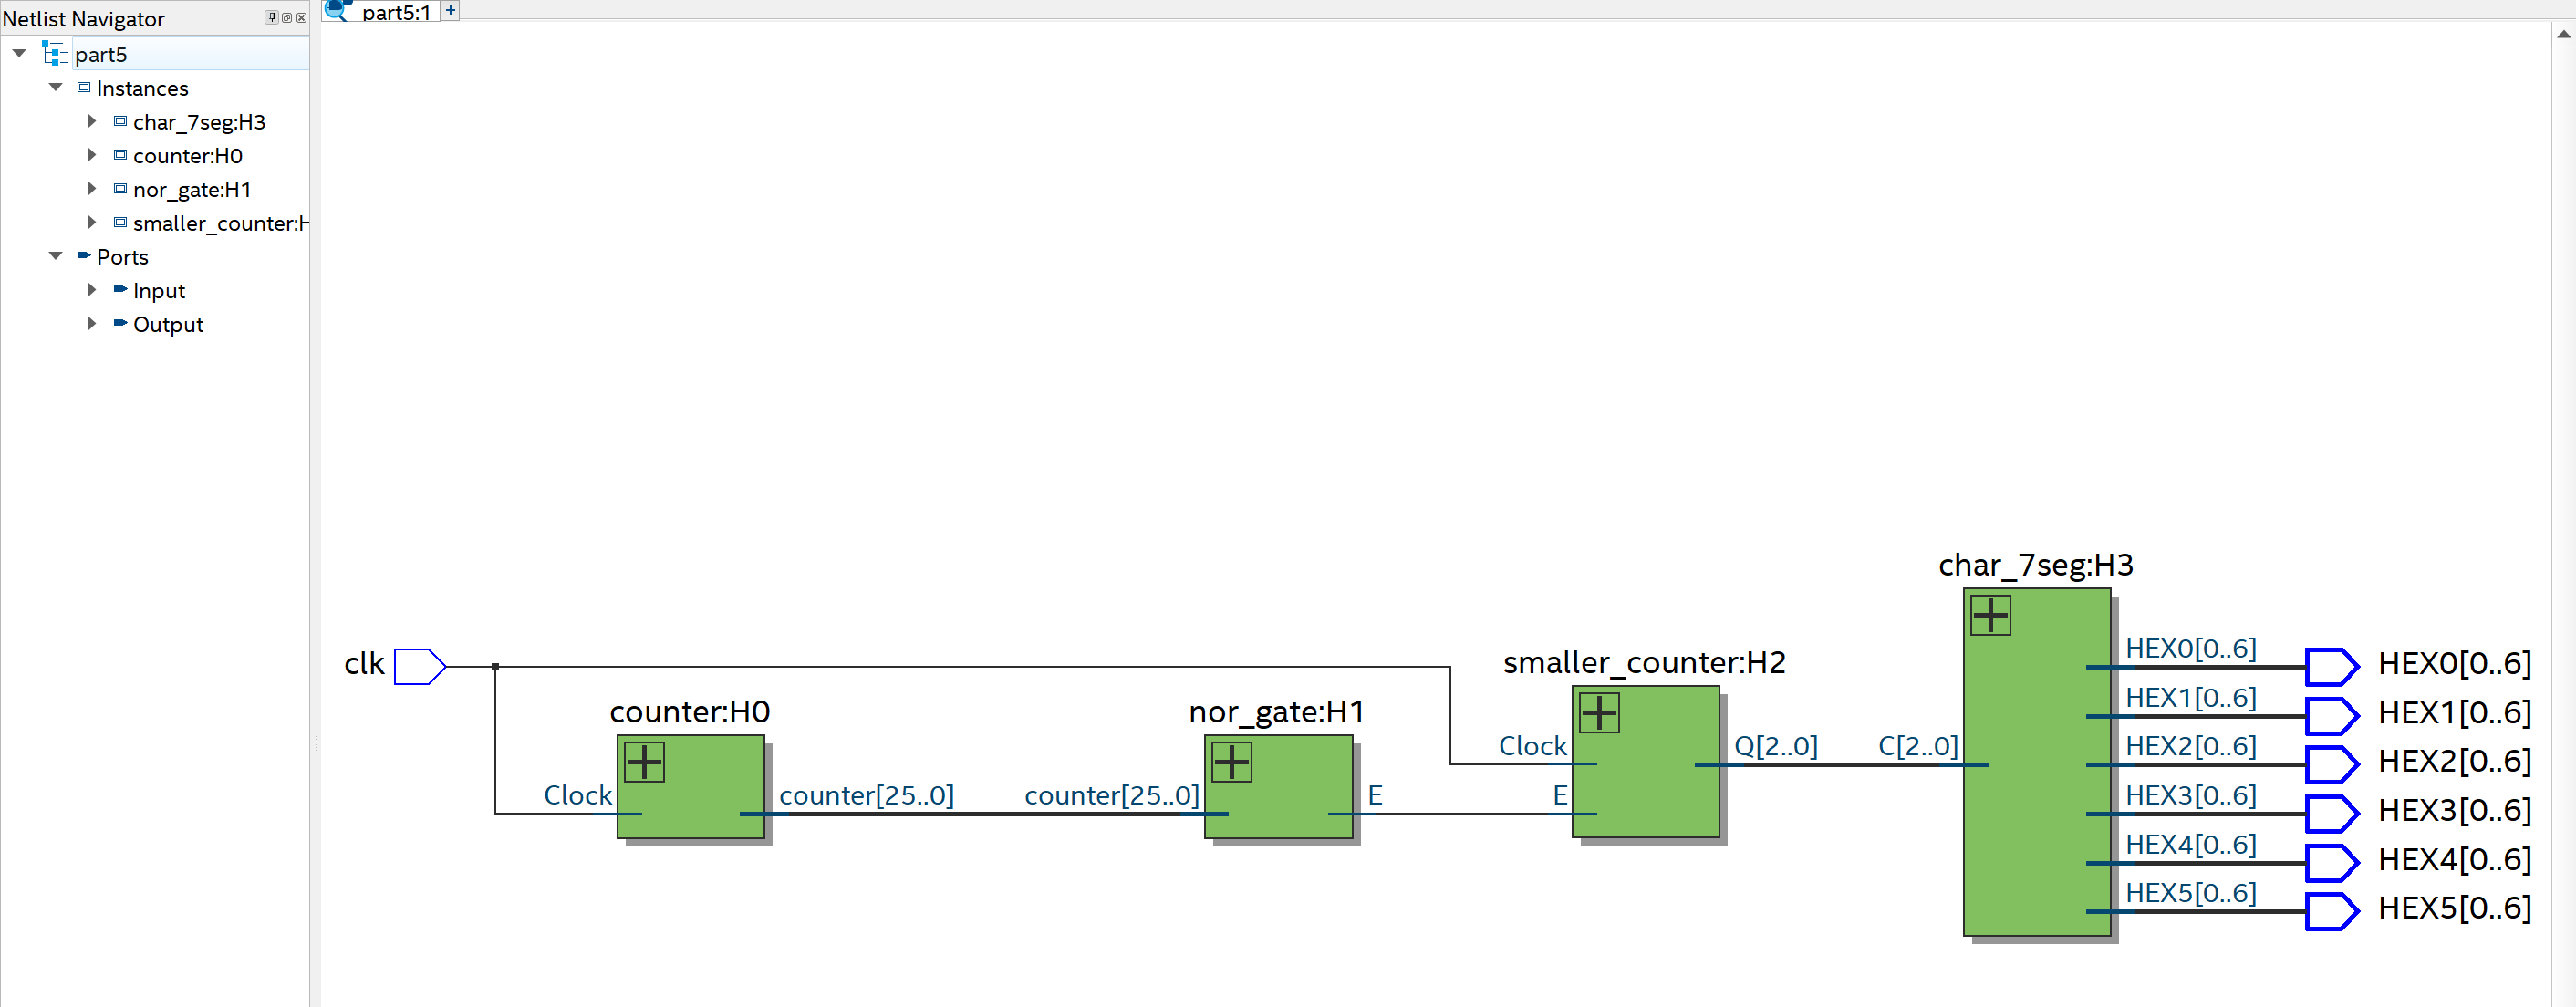 Netlist Navigator
part5:1
part5
Instances
char_7seg:H3
counter:H0
nor_gate:H1
smaller_counter:H
Ports
Input
Output
char_7seg:H3
clk
smaller_counter:H2
HEX0[0..6] HEX0[0..6]
counter:H0
nor_gate:H1
HEX1[0..6] HEX1[0..6]
Clock
Q[2..0] C[2..0]
HEX2[0..6] HEX2[0..6]
Clock
counter[25..0] counter[25..0]
E
E
HEX3[0..6] HEX3[0..6]
HEX4[0..6] HEX4[0..6]
HEX5[0..6] HEX5[0..6]